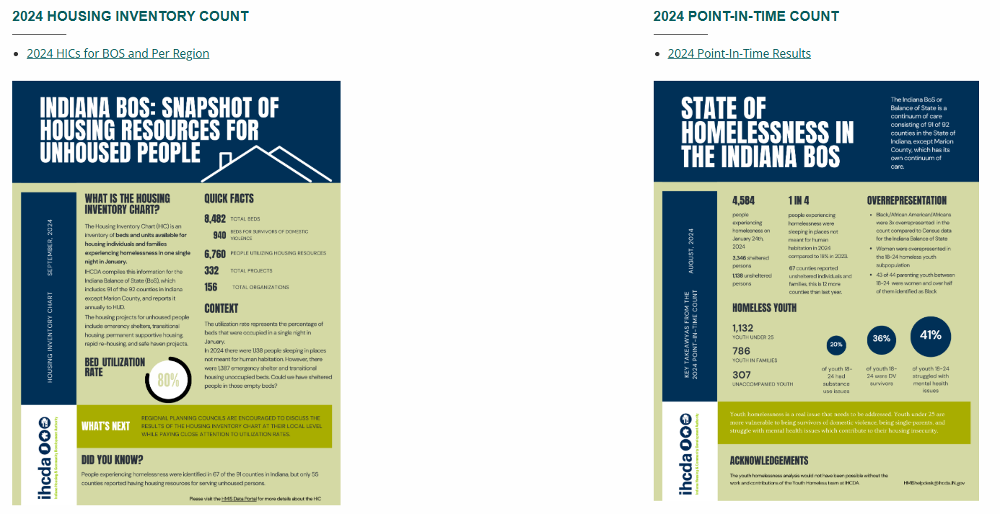 2024 HOUSING INVENTORY COUNT
2024 HICs for BOS and Per Region
INDIANA BOS: SNAPSHOT OF
HOUSING RESOURCES FOR
UNHOUSED PEOPLE
HOUSING INVENTORY CHART
SEPTEMBER, 2024
WHAT IS THE HOUSING
INVENTORY CHART?
The Housing Inventory Chart (HIC) is an
inventory of beds and units available for
housing individuals and families
experiencing homelessness in one single
night in January.
IHCDA compiles this information for the
Indiana Balance of State (BoS), which
includes 91 of the 92 counties in Indiana
except Marion County, and reports it
annually to HUD.
The housing projects for unhoused people
include emerency shelters, transitional
housing, permanent supportive housing,
rapid re-housing, and safe haven projects.
BED UTILIZATION
RATE
80%
QUICK FACTS
8,482 TOTAL BEDS
940 BEDS FOR SURVIVORS OF DOMESTIC
VIOLENCE
6,760 PEOPLE UTILIZING HOUSING RESOURCES
332 TOTAL PROJECTS
156 TOTAL ORGANIZATIONS
CONTEXT
The utilization rate represents the percentage of
beds that were occupied in a single night in
January.
In 2024 there were 1,138 people sleeping in places
not meant for human habitation. However, there
were 1,387 emergency shelter and transitional
housing unoccupied beds. Could we have sheltered
people in those empty beds?
WHAT'S NEXT
REGIONAL PLANNING COUNCILS ARE ENCOURAGED TO DISCUSS THE
RESULTS OF THE HOUSING INVENTORY CHART AT THEIR LOCAL LEVEL
WHILE PAYING CLOSE ATTENTION TO UTILIZATION RATES.
ihcda
Indiana Housing & Community Development Authority
DID YOU KNOW?
People experiencing homelessness were identified in 67 of the 91 counties in Indiana, but only 55
counties reported having housing resources for serving unhoused persons.
Please visit the HMIS Data Portal for more details about the HIC
2024 POINT-IN-TIME COUNT
2024 Point-In-Time Results
STATE OF
HOMELESSNESS IN
THE INDIANA BOS
The Indiana BoS or
Balance of State is a
continuum of care
consisting of 91 of 92
counties in the State of
Indiana, except Marion
County, which has its
own continuum of
care.
KEY TAKEAWYAS FROM THE
2024 POINT-IN-TIME COUNT
AUGUST, 2024
4,584
people
experiencing
homelessness on
January 24th,
2024
3,346 sheltered
persons
1,138 unsheltered
persons
1 IN 4
people experiencing
homelessness were
sleeping in places not
meant for human
habitation in 2024
compared to 18% in 2023.
67 counties reported
unsheltered individuals and
families. this is 12 more
counties than last year.
OVERREPRESENTATION
Black/African American/Africans
were 3x overrepresented in the
count compared to Census data
for the Indiana Balance of State
Women were overepresented in
the 18-24 homeless youth
subpopulation
43 of 44 parenting youth between
18-24 were women and over half
of them identified as Black
HOMELESS YOUTH
1,132
YOUTH UNDER 25
786
YOUTH IN FAMILIES
307
UNACCOMPANIED YOUTH
20%
of youth 18-
24 had
substance
use issues
36%
of youth 18-
24 were DV
survivors
41%
of youth 18-24
struggled with
mental health
issues
Youth homelessness is a real issue that needs to be addressed. Youth under 25 are
more vulnerable to being survivors of domestic violence, being single-parents, and
struggle with mental health issues which contribute to their housing insecurity.
ihcda
Indiana Housing & Community Development Authority
ACKNOWLEDGEMENTS
The youth homelessness analysis would not have been possible without the
work and contributions of the Youth Homeless team at IHCDA.
HMIShelpdesk@ihcda.IN.gov